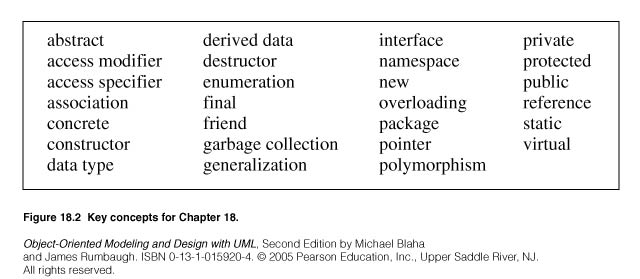 abstract derived data interface private
access modifier destructor namespace protected
access specifier enumeration new public
association final overloading reference
concrete friend package static
constructor garbage collection pointer virtual
data type generalization polymorphism
Figure 18.2 Key concepts for Chapter 18.
Object-Oriented Modeling and Design with UML, Second Edition by Michael Blaha
and James Rumbaugh. ISBN 0-13-1-015920-4. © 2005 Pearson Education, Inc., Upper Saddle River, NJ.
All rights reserved.